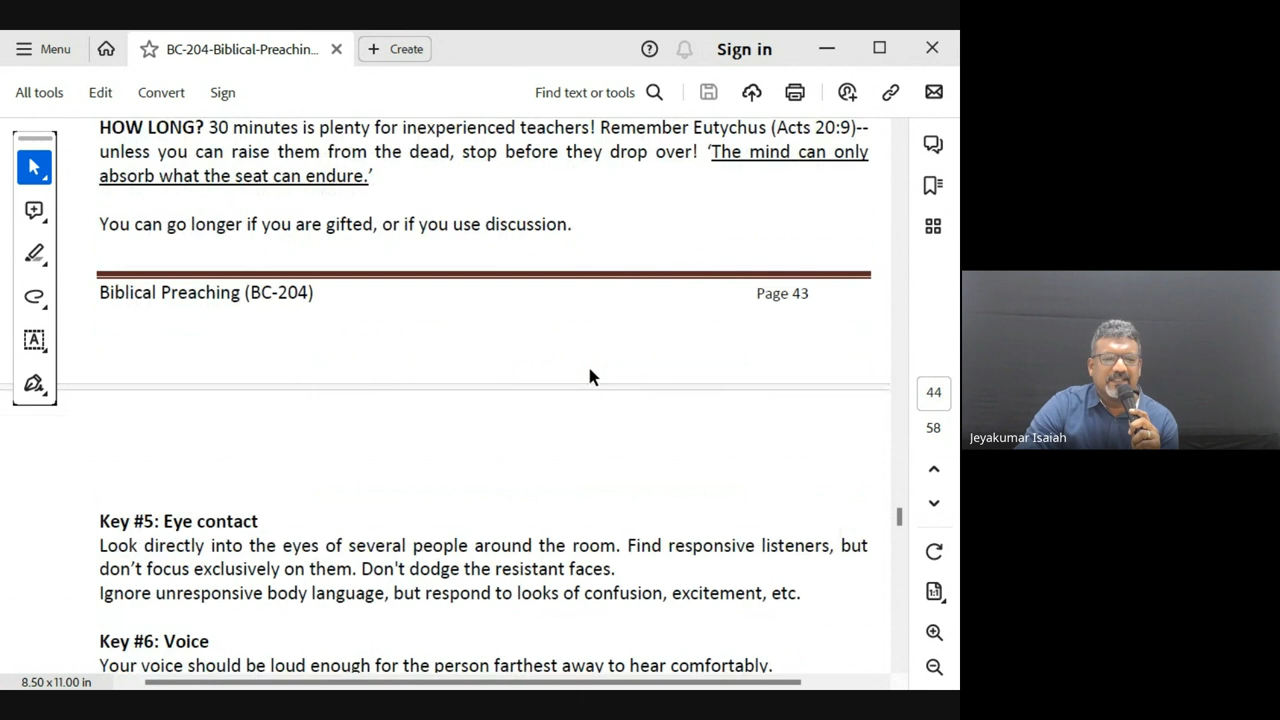 Menu
BC-204-Biblical-Preachin...
Create
Sign in
All tools
Edit
Convert
Sign
Find text or tools
HOW LONG? 30 minutes is plenty for inexperienced teachers! Remember Eutychus (Acts 20:9)--
unless you can raise them from the dead, stop before they drop over! ‘The mind can only
absorb what the seat can endure.’
You can go longer if you are gifted, or if you use discussion.
Biblical Preaching (BC-204)
Page 43
44
58
Jeyakumar Isaiah
Key #5: Eye contact
Look directly into the eyes of several people around the room. Find responsive listeners, but
don’t focus exclusively on them. Don't dodge the resistant faces.
Ignore unresponsive body language, but respond to looks of confusion, excitement, etc.
Key #6: Voice
Your voice should be loud enough for the person farthest away to hear comfortably.
8.50 x 11.00 in